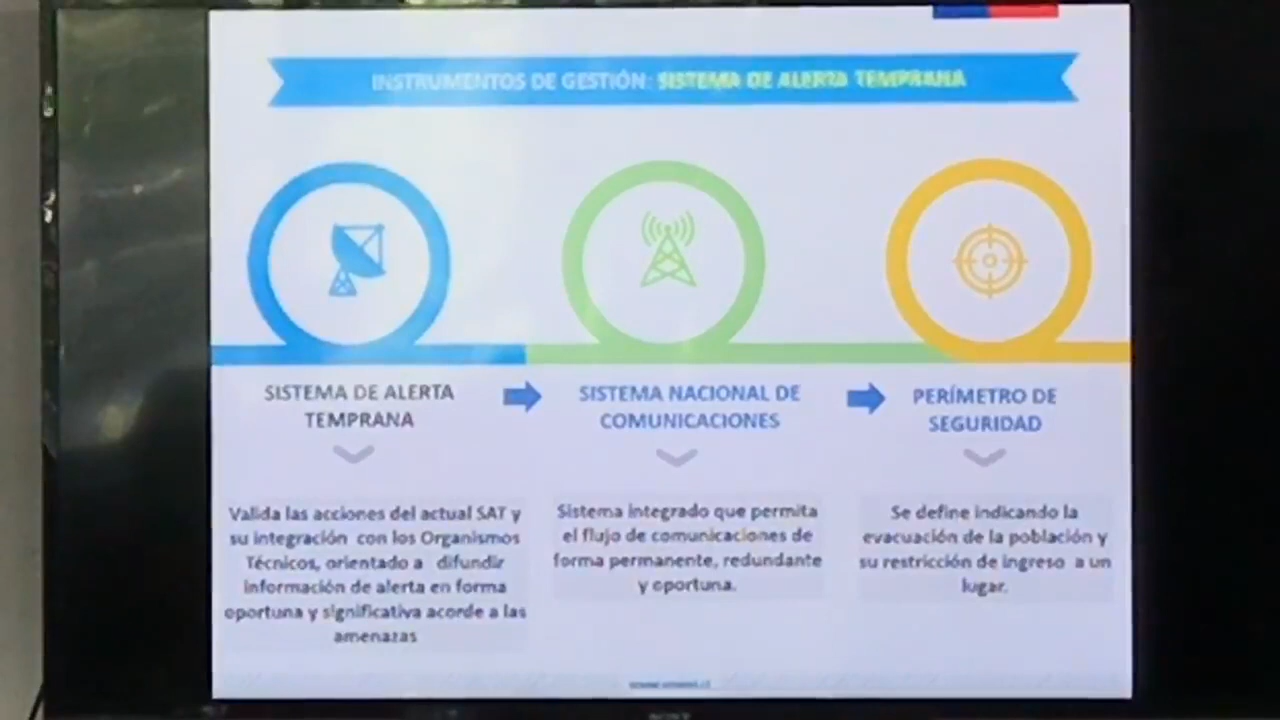 INSTRUMENTOS DE GESTIÓN: SISTEMA DE ALERTA TEMPRANA
SISTEMA DE ALERTA
TEMPRANA
Valida las acciones del actual SAT y
su integración con los Organismos
Técnicos, orientado a difundir
información de alerta en forma
oportuna y significativa acorde a las
amenazas
SISTEMA NACIONAL DE
COMUNICACIONES
Sistema integrado que permita
el flujo de comunicaciones de
forma permanente, redundante
y oportuna.
PERÍMETRO DE
SEGURIDAD
Se define indicando la
evacuación de la población y
su restricción de ingreso a un
lugar.